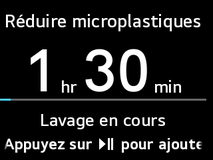 Réduire microplastiques
1 hr 30 min
Lavage en cours
Appuyez sur ▶II pour ajoute